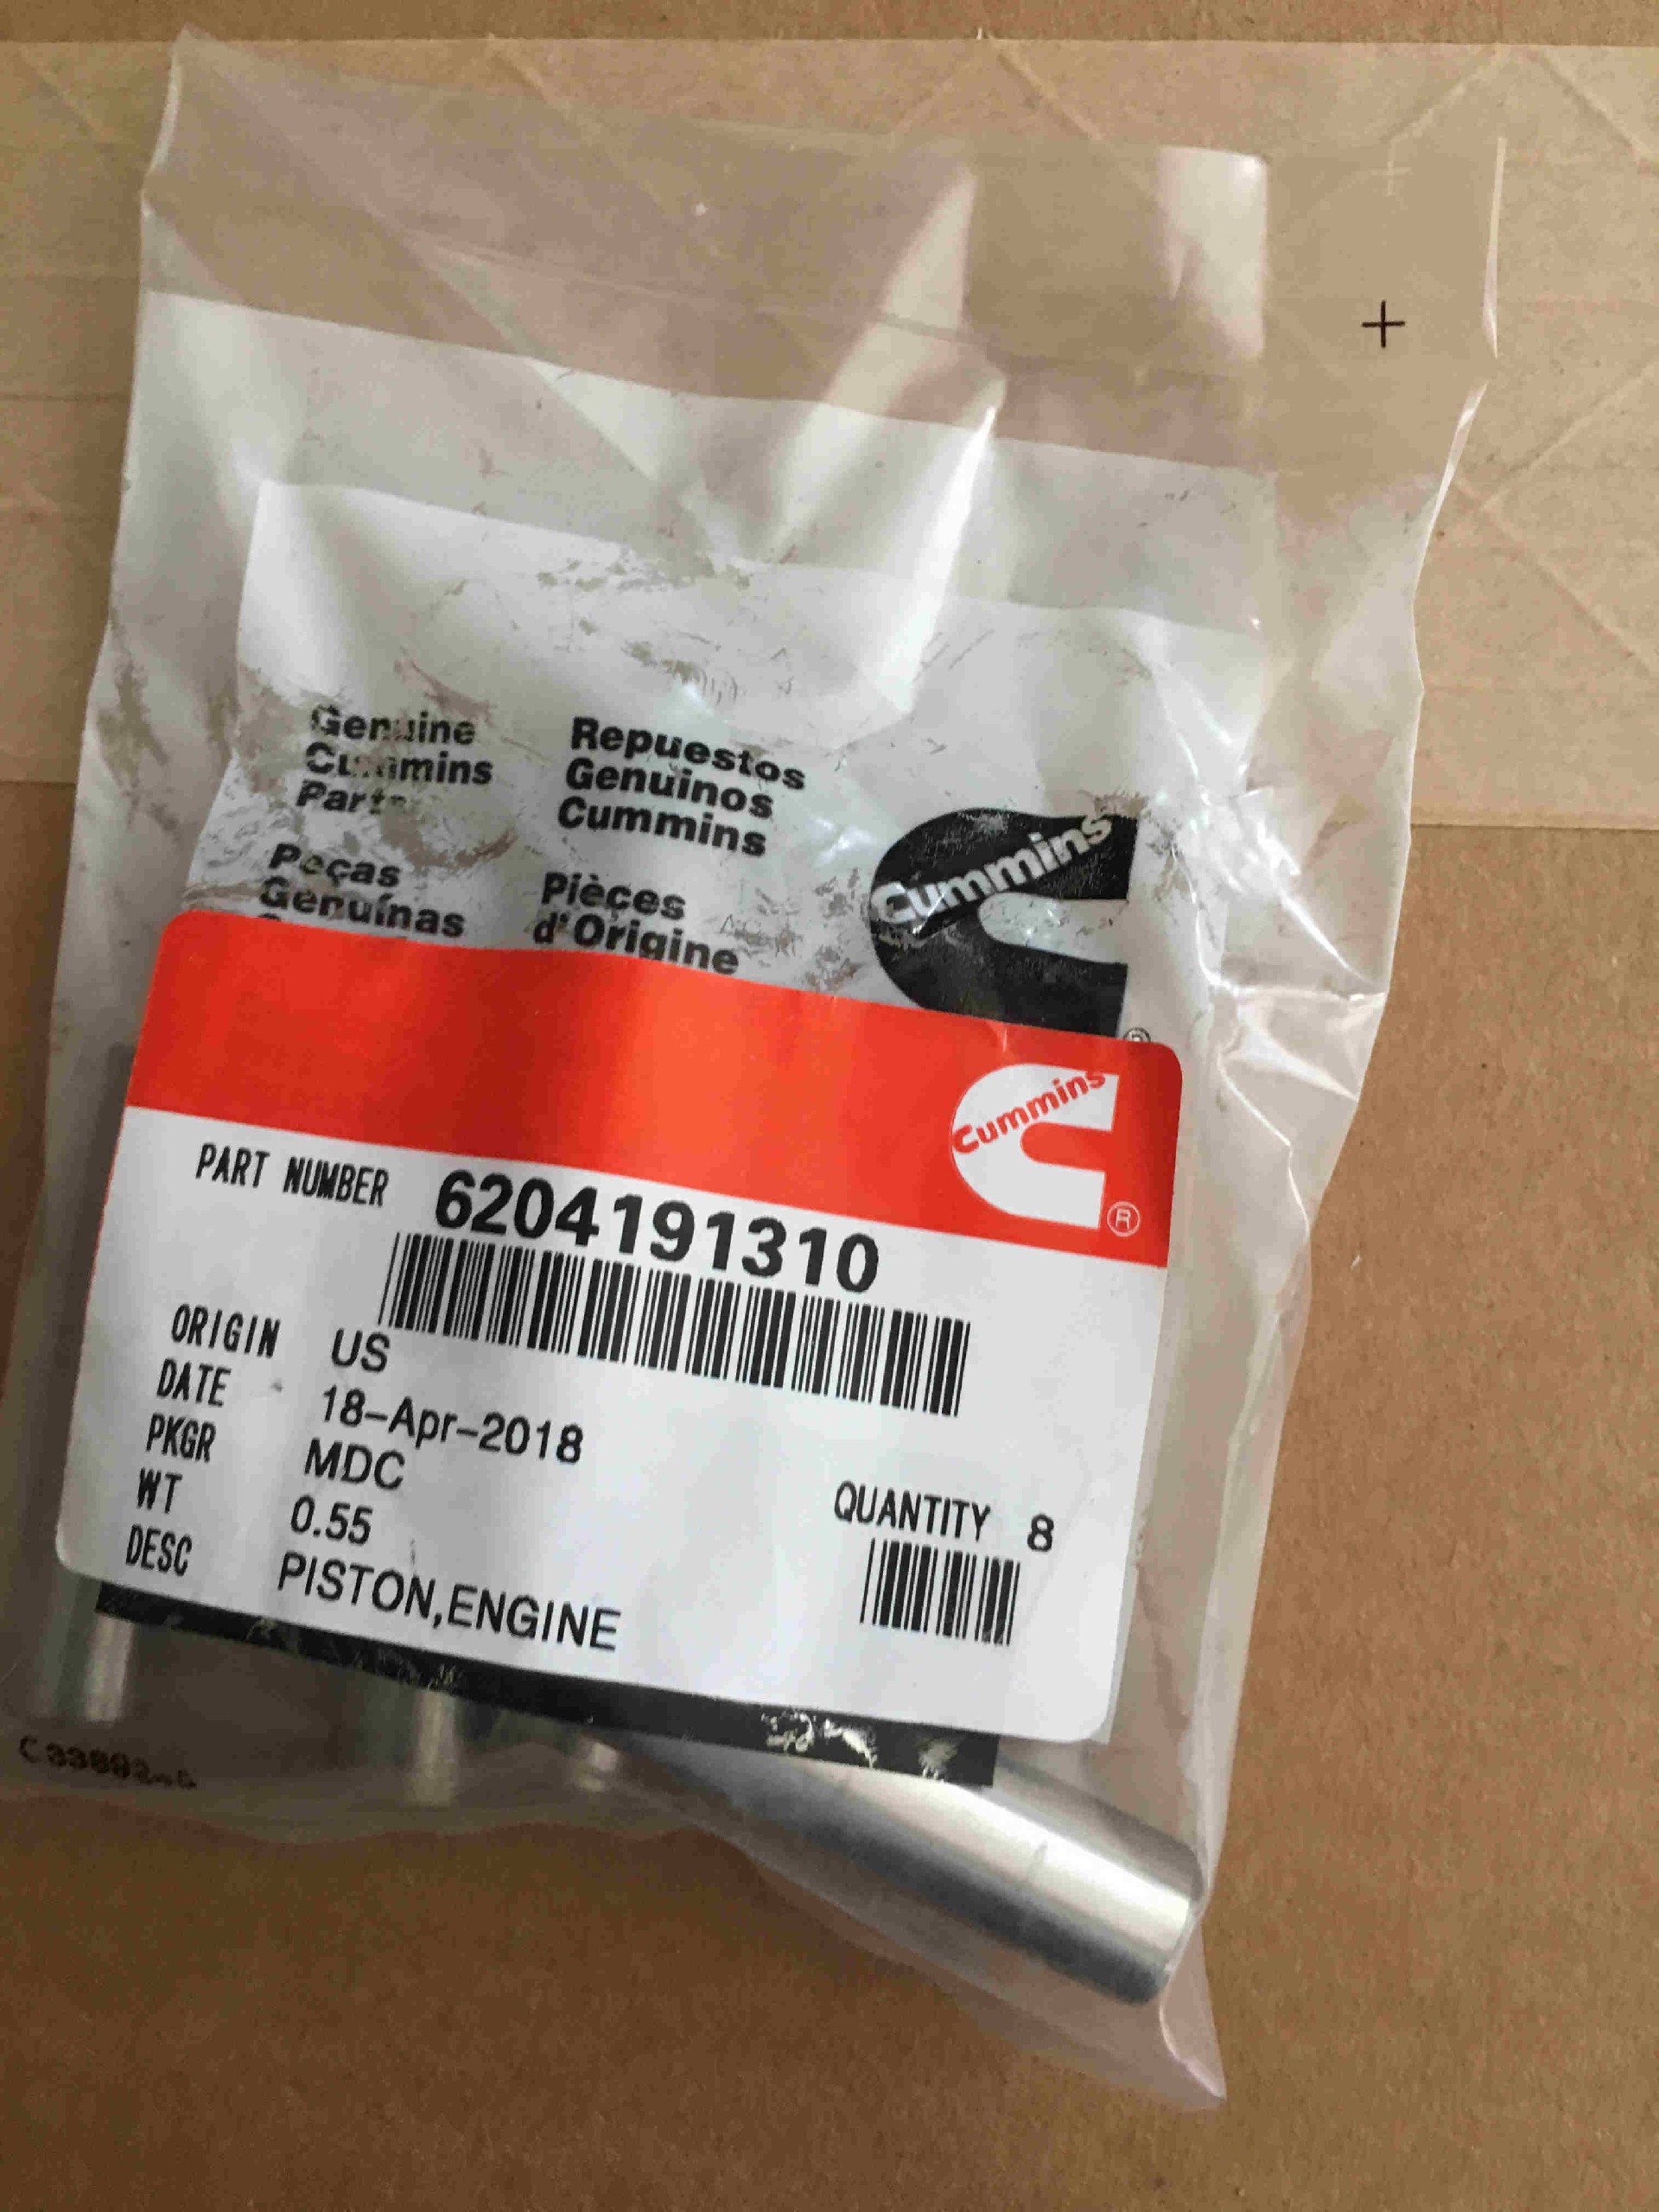 Genuine
Cummins
Parts
Repuestos
Genuinos
Cummins
Peças
Genuínas
Pièces
d'Origine
Cummins
®
Cummins
®
PART NUMBER 6204191310
ORIGIN US
DATE 18-Apr-2018
PKGR MDC
WT 0.55
DESC PISTON,ENGINE
QUANTITY 8